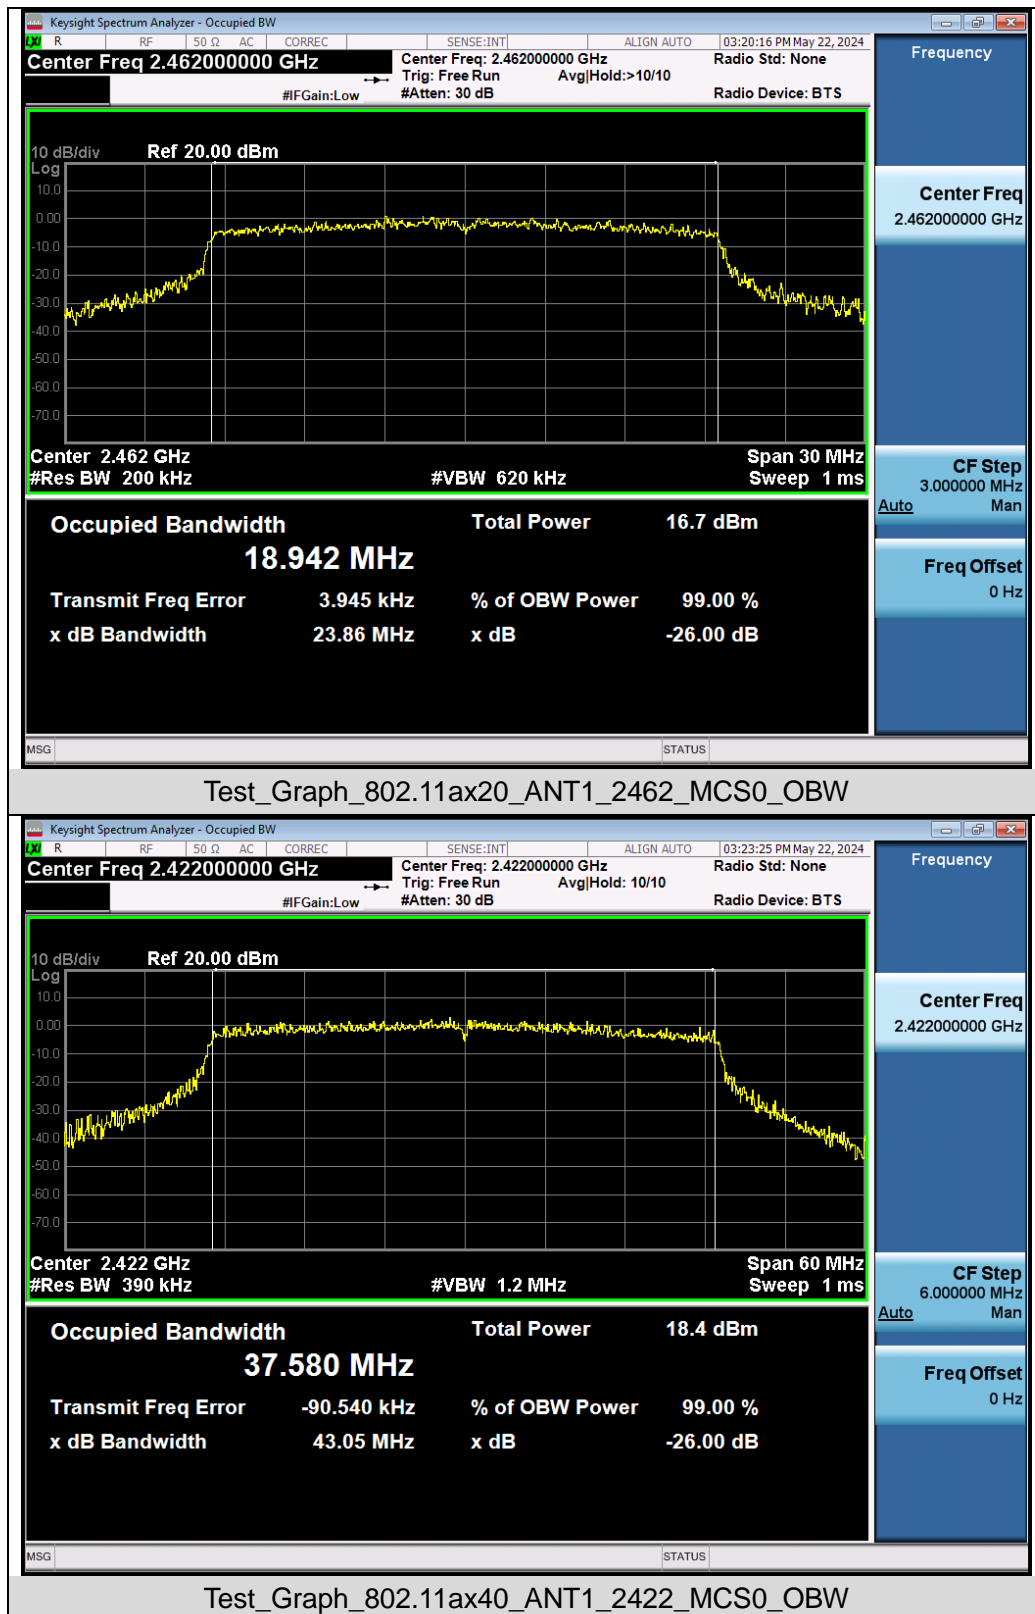 Keysight Spectrum Analyzer - Occupied BW
LXI R RF 50 Ω AC CORREC SENSE:INT ALIGN AUTO 03:20:16 PM May 22, 2024
Center Freq 2.462000000 GHz
Center Freq: 2.462000000 GHz Radio Std: None
Trig: Free Run Avg|Hold:>10/10
#IFGain:Low #Atten: 30 dB Radio Device: BTS
10 dB/div Ref 20.00 dBm
Log
10.0
0.00
-10.0
-20.0
-30.0
-40.0
-50.0
-60.0
-70.0
Center 2.462 GHz Span 30 MHz
#Res BW 200 kHz #VBW 620 kHz Sweep 1 ms
Occupied Bandwidth Total Power 16.7 dBm
18.942 MHz
Transmit Freq Error 3.945 kHz % of OBW Power 99.00 %
x dB Bandwidth 23.86 MHz x dB -26.00 dB
MSG STATUS
Frequency
Center Freq
2.462000000 GHz
CF Step
3.000000 MHz
Auto Man
Freq Offset
0 Hz
Test_Graph_802.11ax20_ANT1_2462_MCS0_OBW
Keysight Spectrum Analyzer - Occupied BW
LXI R RF 50 Ω AC CORREC SENSE:INT ALIGN AUTO 03:23:25 PM May 22, 2024
Center Freq 2.422000000 GHz
Center Freq: 2.422000000 GHz Radio Std: None
Trig: Free Run Avg|Hold: 10/10
#IFGain:Low #Atten: 30 dB Radio Device: BTS
10 dB/div Ref 20.00 dBm
Log
10.0
0.00
-10.0
-20.0
-30.0
-40.0
-50.0
-60.0
-70.0
Center 2.422 GHz Span 60 MHz
#Res BW 390 kHz #VBW 1.2 MHz Sweep 1 ms
Occupied Bandwidth Total Power 18.4 dBm
37.580 MHz
Transmit Freq Error -90.540 kHz % of OBW Power 99.00 %
x dB Bandwidth 43.05 MHz x dB -26.00 dB
MSG STATUS
Frequency
Center Freq
2.422000000 GHz
CF Step
6.000000 MHz
Auto Man
Freq Offset
0 Hz
Test_Graph_802.11ax40_ANT1_2422_MCS0_OBW